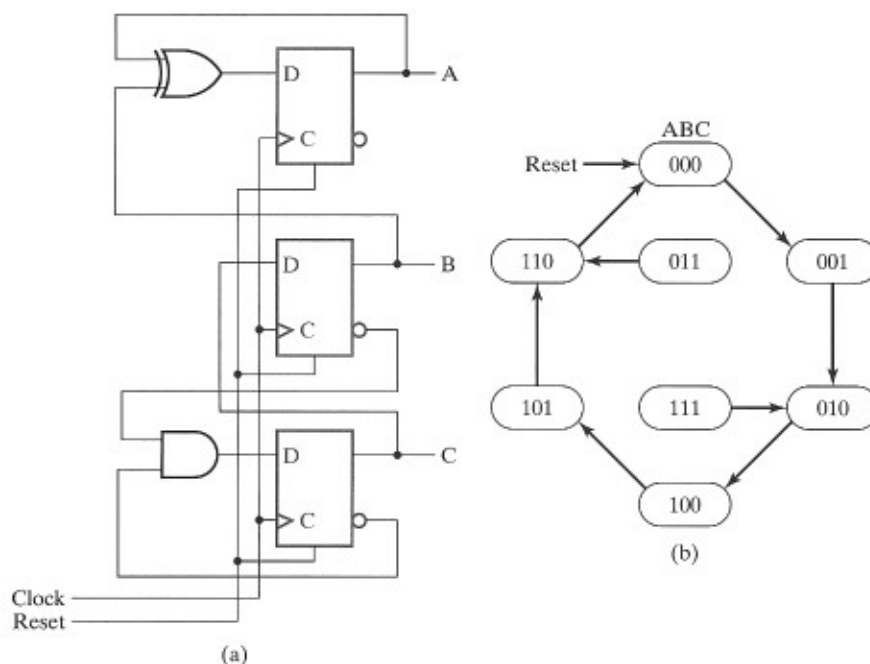 D
A
C
D
B
C
D
C
C
Clock
Reset
(a)
ABC
Reset
000
110
011
001
101
111
010
100
(b)